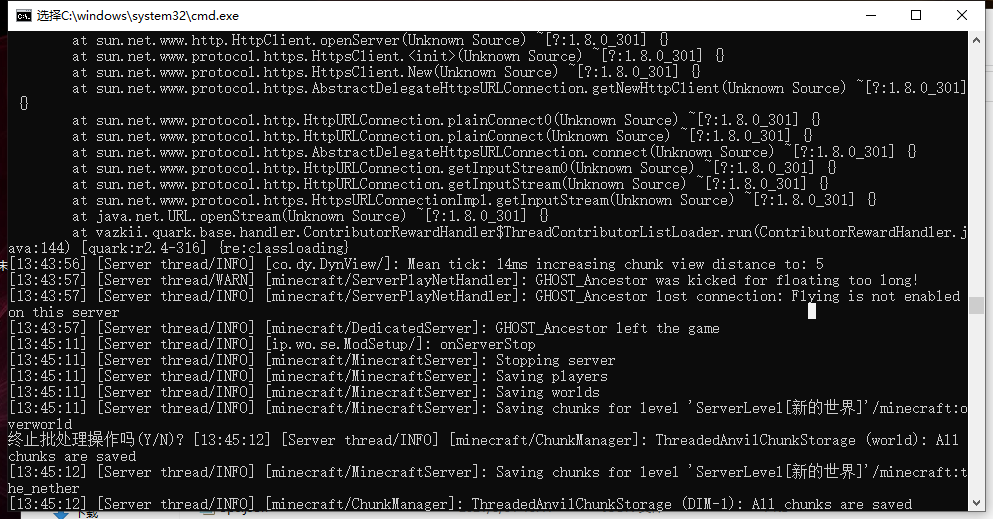 选择C:\windows\system32\cmd.exe
at sun.net.www.http.HttpClient.openServer(Unknown Source) ~[?:1.8.0_301] {}
at sun.net.www.protocol.https.HttpsClient.<init>(Unknown Source) ~[?:1.8.0_301] {}
at sun.net.www.protocol.https.HttpsClient.New(Unknown Source) ~[?:1.8.0_301] {}
at sun.net.www.protocol.https.AbstractDelegateHttpsURLConnection.getNewHttpClient(Unknown Source) ~[?:1.8.0_301]
{}
at sun.net.www.protocol.http.HttpURLConnection.plainConnect0(Unknown Source) ~[?:1.8.0_301] {}
at sun.net.www.protocol.http.HttpURLConnection.plainConnect(Unknown Source) ~[?:1.8.0_301] {}
at sun.net.www.protocol.https.AbstractDelegateHttpsURLConnection.connect(Unknown Source) ~[?:1.8.0_301] {}
at sun.net.www.protocol.http.HttpURLConnection.getInputStream0(Unknown Source) ~[?:1.8.0_301] {}
at sun.net.www.protocol.http.HttpURLConnection.getInputStream(Unknown Source) ~[?:1.8.0_301] {}
at sun.net.www.protocol.https.HttpsURLConnectionImpl.getInputStream(Unknown Source) ~[?:1.8.0_301] {}
at java.net.URL.openStream(Unknown Source) ~[?:1.8.0_301] {}
at vazkii.quark.base.handler.ContributorRewardHandler$ThreadContributorListLoader.run(ContributorRewardHandler.j
ava:144) [quark:r2.4-316] {re:classloading}
[13:43:56] [Server thread/INFO] [co.dy.DynView/]: Mean tick: 14ms increasing chunk view distance to: 5
[13:43:57] [Server thread/WARN] [minecraft/ServerPlayNetHandler]: GHOST_Ancestor was kicked for floating too long!
[13:43:57] [Server thread/INFO] [minecraft/ServerPlayNetHandler]: GHOST_Ancestor lost connection: Flying is not enabled
on this server
[13:43:57] [Server thread/INFO] [minecraft/DedicatedServer]: GHOST_Ancestor left the game
[13:45:11] [Server thread/INFO] [ip.wo.se.ModSetup/]: onServerStop
[13:45:11] [Server thread/INFO] [minecraft/MinecraftServer]: Stopping server
[13:45:11] [Server thread/INFO] [minecraft/MinecraftServer]: Saving players
[13:45:11] [Server thread/INFO] [minecraft/MinecraftServer]: Saving worlds
[13:45:11] [Server thread/INFO] [minecraft/MinecraftServer]: Saving chunks for level 'ServerLevel[新的世界]'/minecraft:o
verworld
终止批处理操作吗(Y/N)? [13:45:12] [Server thread/INFO] [minecraft/ChunkManager]: ThreadedAnvilChunkStorage (world): All
chunks are saved
[13:45:12] [Server thread/INFO] [minecraft/MinecraftServer]: Saving chunks for level 'ServerLevel[新的世界]'/minecraft:t
he_nether
[13:45:12] [Server thread/INFO] [minecraft/ChunkManager]: ThreadedAnvilChunkStorage (DIM-1): All chunks are saved
下载